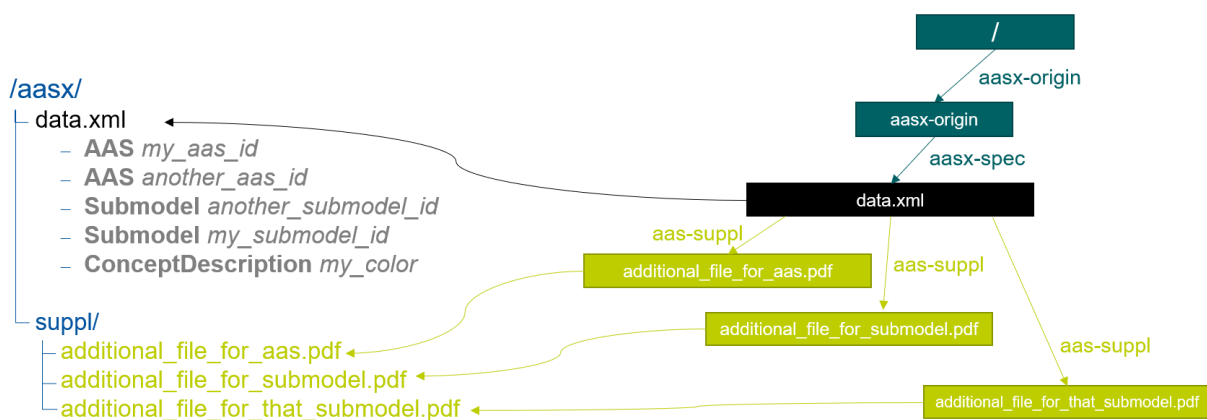 /aasx/
data.xml
– AAS my_aas_id
– AAS another_aas_id
– Submodel another_submodel_id
– Submodel my_submodel_id
– ConceptDescription my_color
suppl/
additional_file_for_aas.pdf
additional_file_for_submodel.pdf
additional_file_for_that_submodel.pdf
/
aasx-origin
aasx-origin
aasx-spec
data.xml
aas-suppl
additional_file_for_aas.pdf
aas-suppl
additional_file_for_submodel.pdf
aas-suppl
additional_file_for_that_submodel.pdf